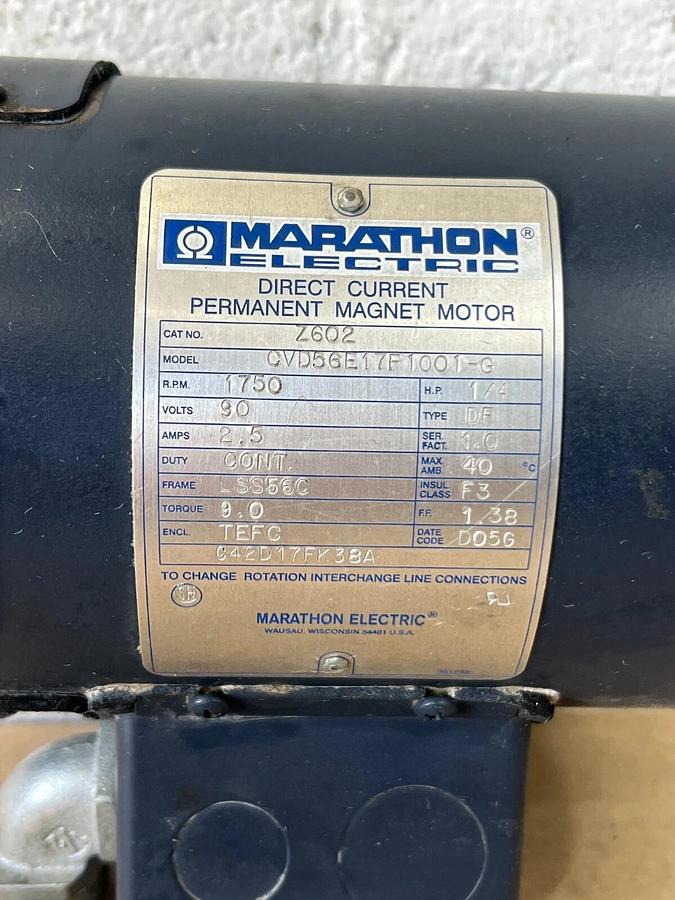 MARATHON®
ELECTRIC
DIRECT CURRENT
PERMANENT MAGNET MOTOR
CAT NO. Z602
MODEL CVD56E17F1001-G
R.P.M. 1750 H.P. 1/4
VOLTS 90 TYPE DF
AMPS 2.5 SER. FACT. 1.0
DUTY CONT. MAX. AMB. 40 °C
FRAME LSS56C INSUL CLASS F3
TORQUE 9.0 F.F. 1.38
ENCL. TEFC DATE CODE D05G
C42D17FK38A
TO CHANGE ROTATION INTERCHANGE LINE CONNECTIONS
MARATHON ELECTRIC®
WAUSAU, WISCONSIN 54401 U.S.A.